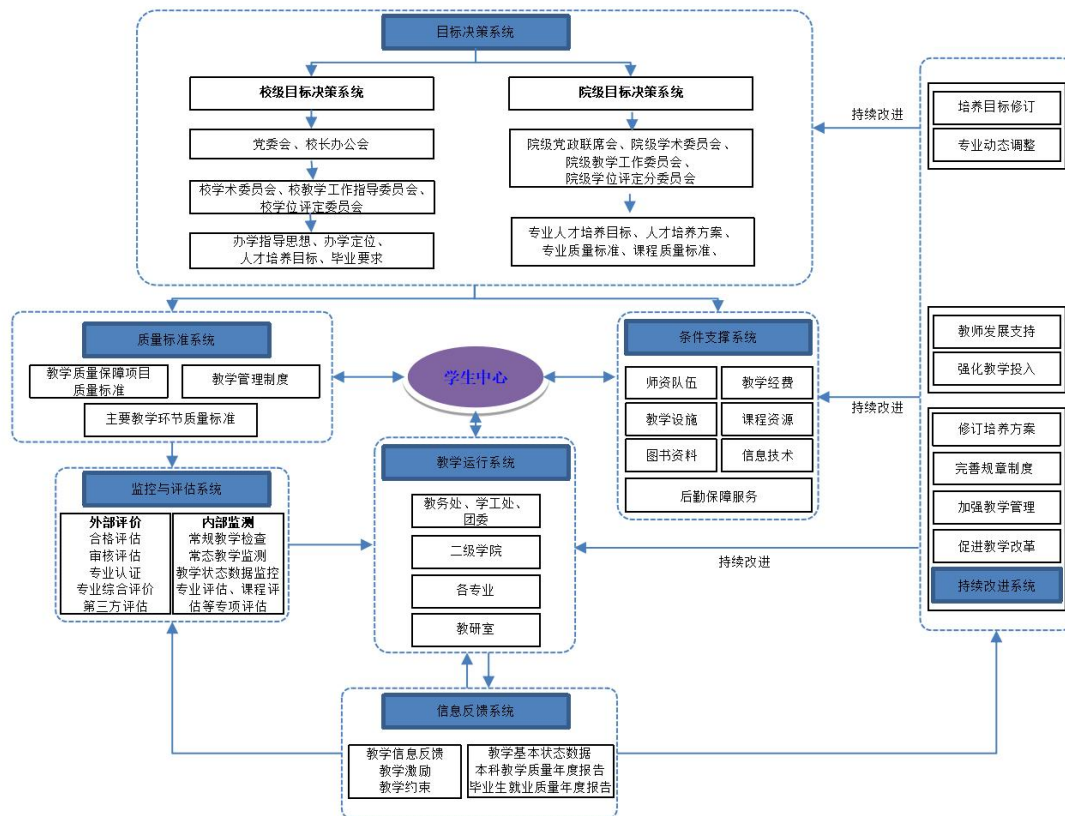 目标决策系统
校级目标决策系统
党委会、校长办公会
校学术委员会、校教学工作指导委员会、
校学位评定委员会
办学指导思想、办学定位、
人才培养目标、毕业要求
院级目标决策系统
院级党政联席会、院级学术委员会、
院级教学工作委员会、
院级学位评定分委员会
专业人才培养目标、人才培养方案、
专业质量标准、课程质量标准、
持续改进
培养目标修订
专业动态调整
质量标准系统
教学质量保障项目
质量标准
教学管理制度
主要教学环节质量标准
学生中心
条件支撑系统
师资队伍
教学经费
教学设施
课程资源
图书资料
信息技术
后勤保障服务
持续改进
教师发展支持
强化教学投入
修订培养方案
完善规章制度
加强教学管理
促进教学改革
持续改进系统
监控与评估系统
外部评价
合格评估
审核评估
专业认证
专业综合评价
第三方评估
内部监测
常规教学检查
常态教学监测
教学状态数据监控
专业评估、课程评
估等专项评估
教学运行系统
教务处、学工处、
团委
二级学院
各专业
教研室
持续改进
信息反馈系统
教学信息反馈
教学激励
教学约束
教学基本状态数据
本科教学质量年度报告
毕业生就业质量年度报告